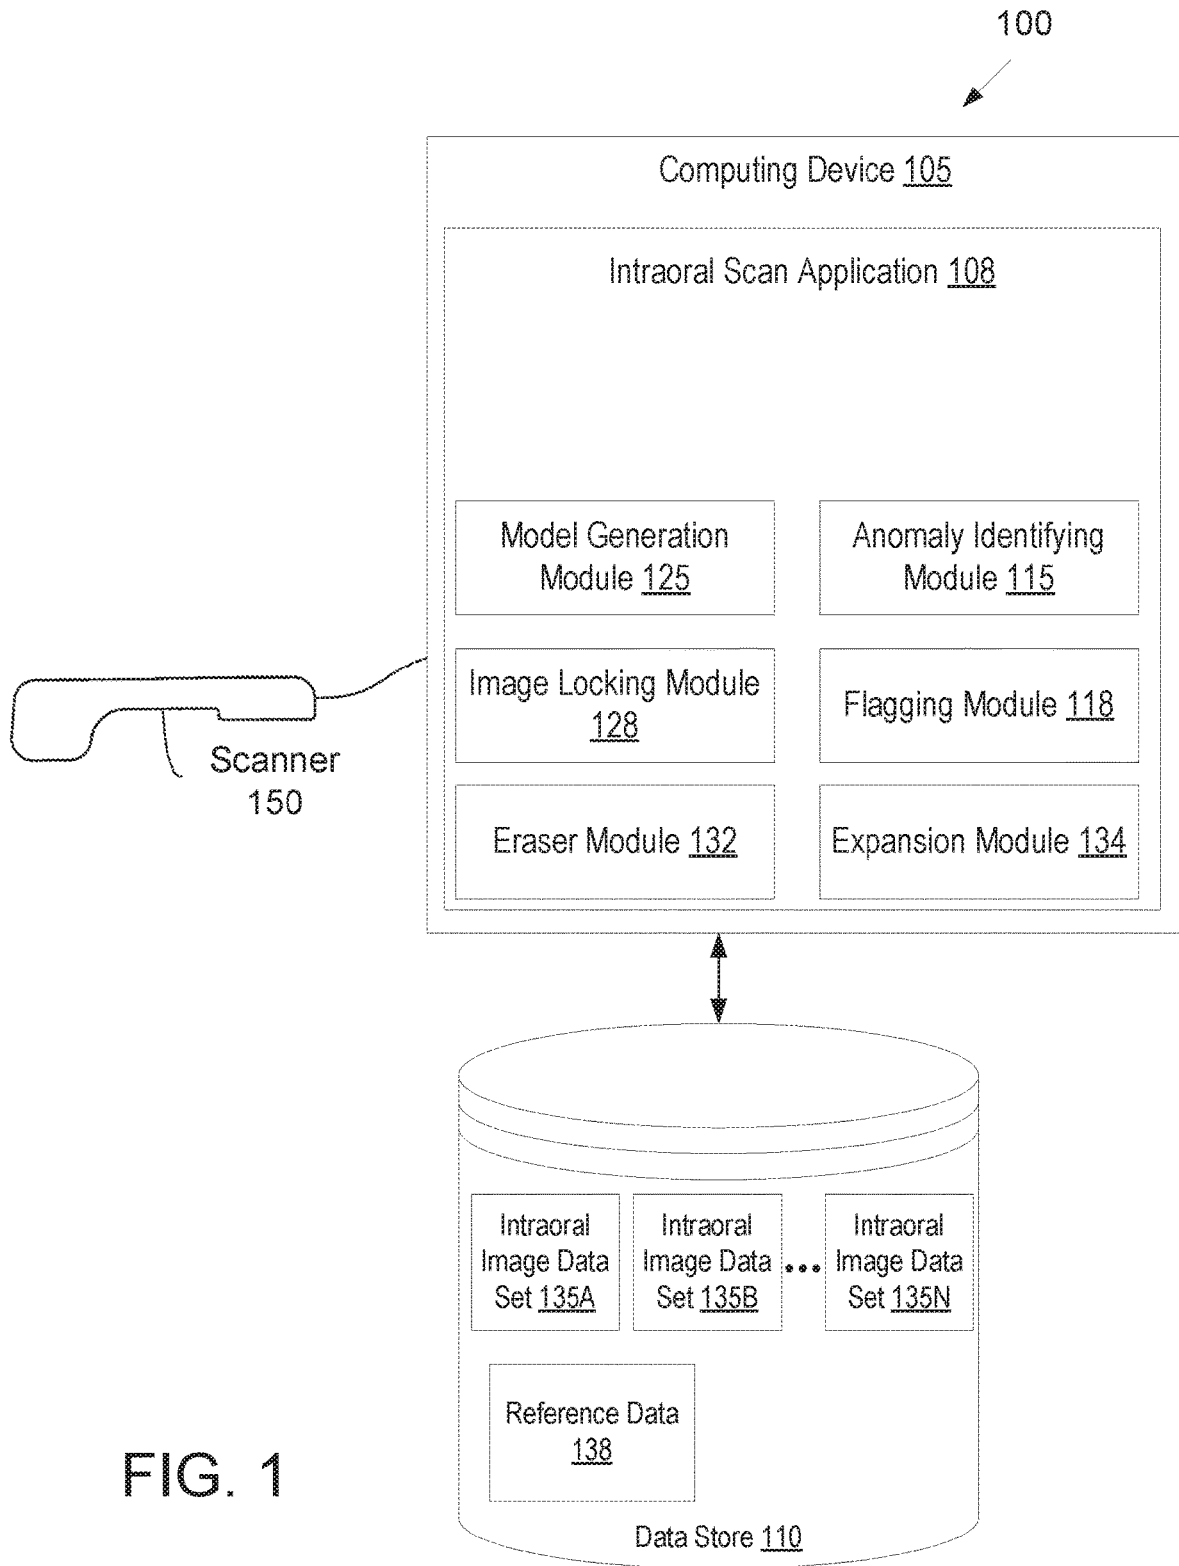 100
Computing Device 105
Intraoral Scan Application 108
Model Generation
Module 125
Anomaly Identifying
Module 115
Image Locking Module
128
Flagging Module 118
Scanner
150
Eraser Module 132
Expansion Module 134
Intraoral
Image Data
Set 135A
Intraoral
Image Data
Set 135B
•••
Intraoral
Image Data
Set 135N
Reference Data
138
FIG. 1
Data Store 110